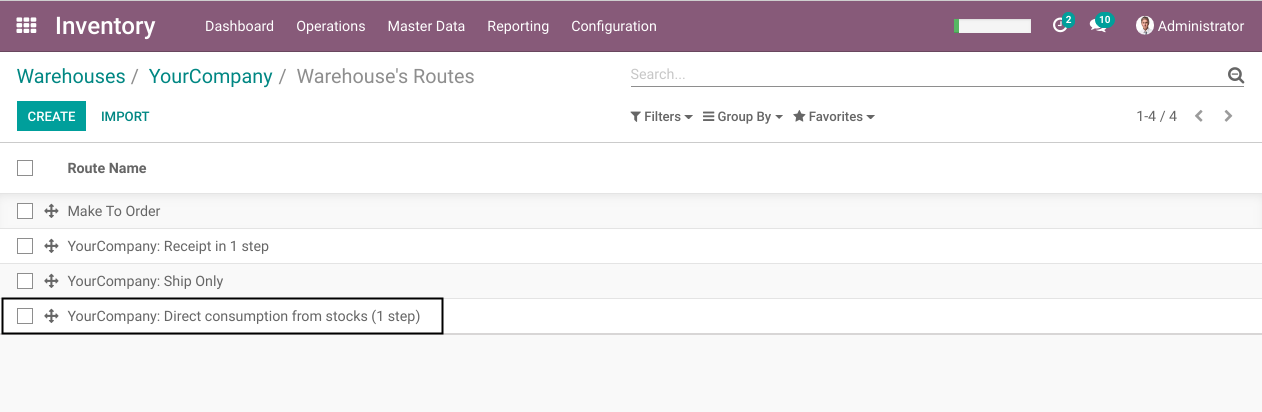 Inventory Dashboard Operations Master Data Reporting Configuration 2 10 Administrator
Warehouses / YourCompany / Warehouse's Routes Search...
CREATE IMPORT Filters Group By Favorites 1-4 / 4
Route Name
Make To Order
YourCompany: Receipt in 1 step
YourCompany: Ship Only
YourCompany: Direct consumption from stocks (1 step)